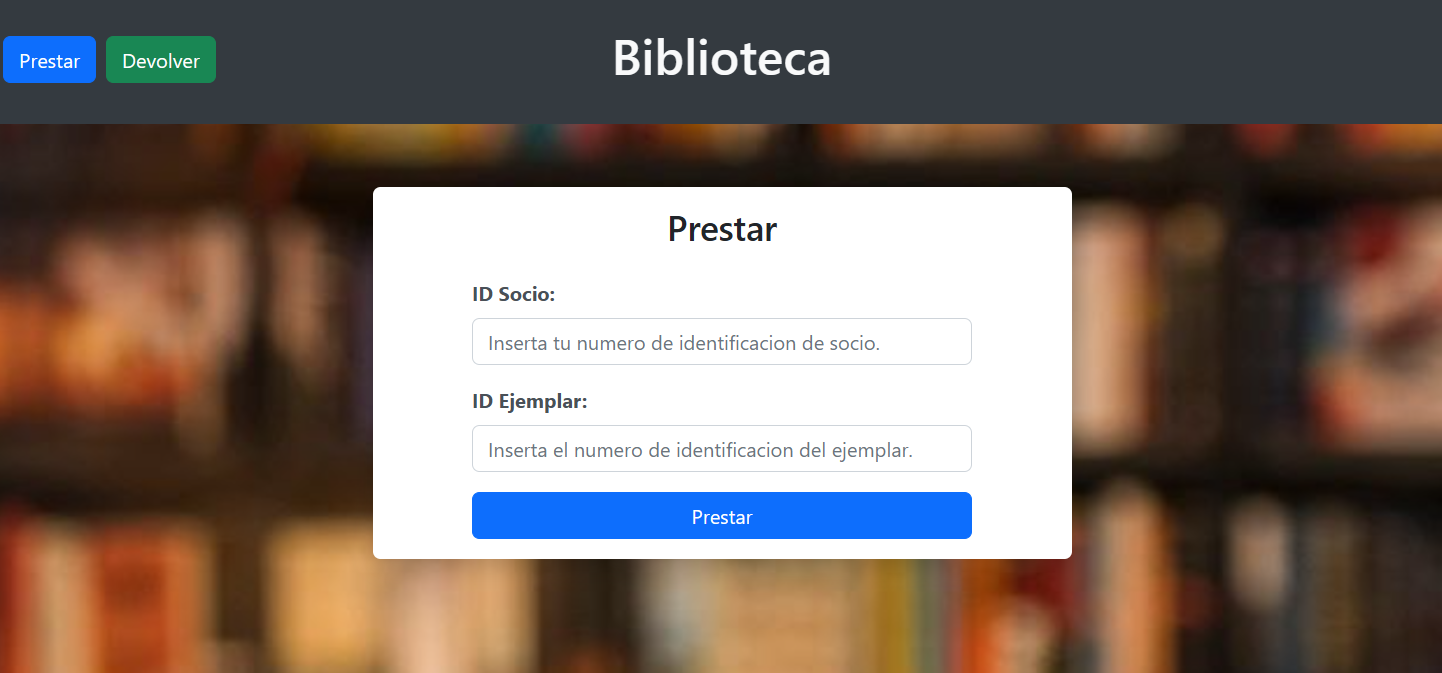 Prestar Devolver Biblioteca
Prestar
ID Socio:
Inserta tu numero de identificacion de socio.
ID Ejemplar:
Inserta el numero de identificacion del ejemplar.
Prestar